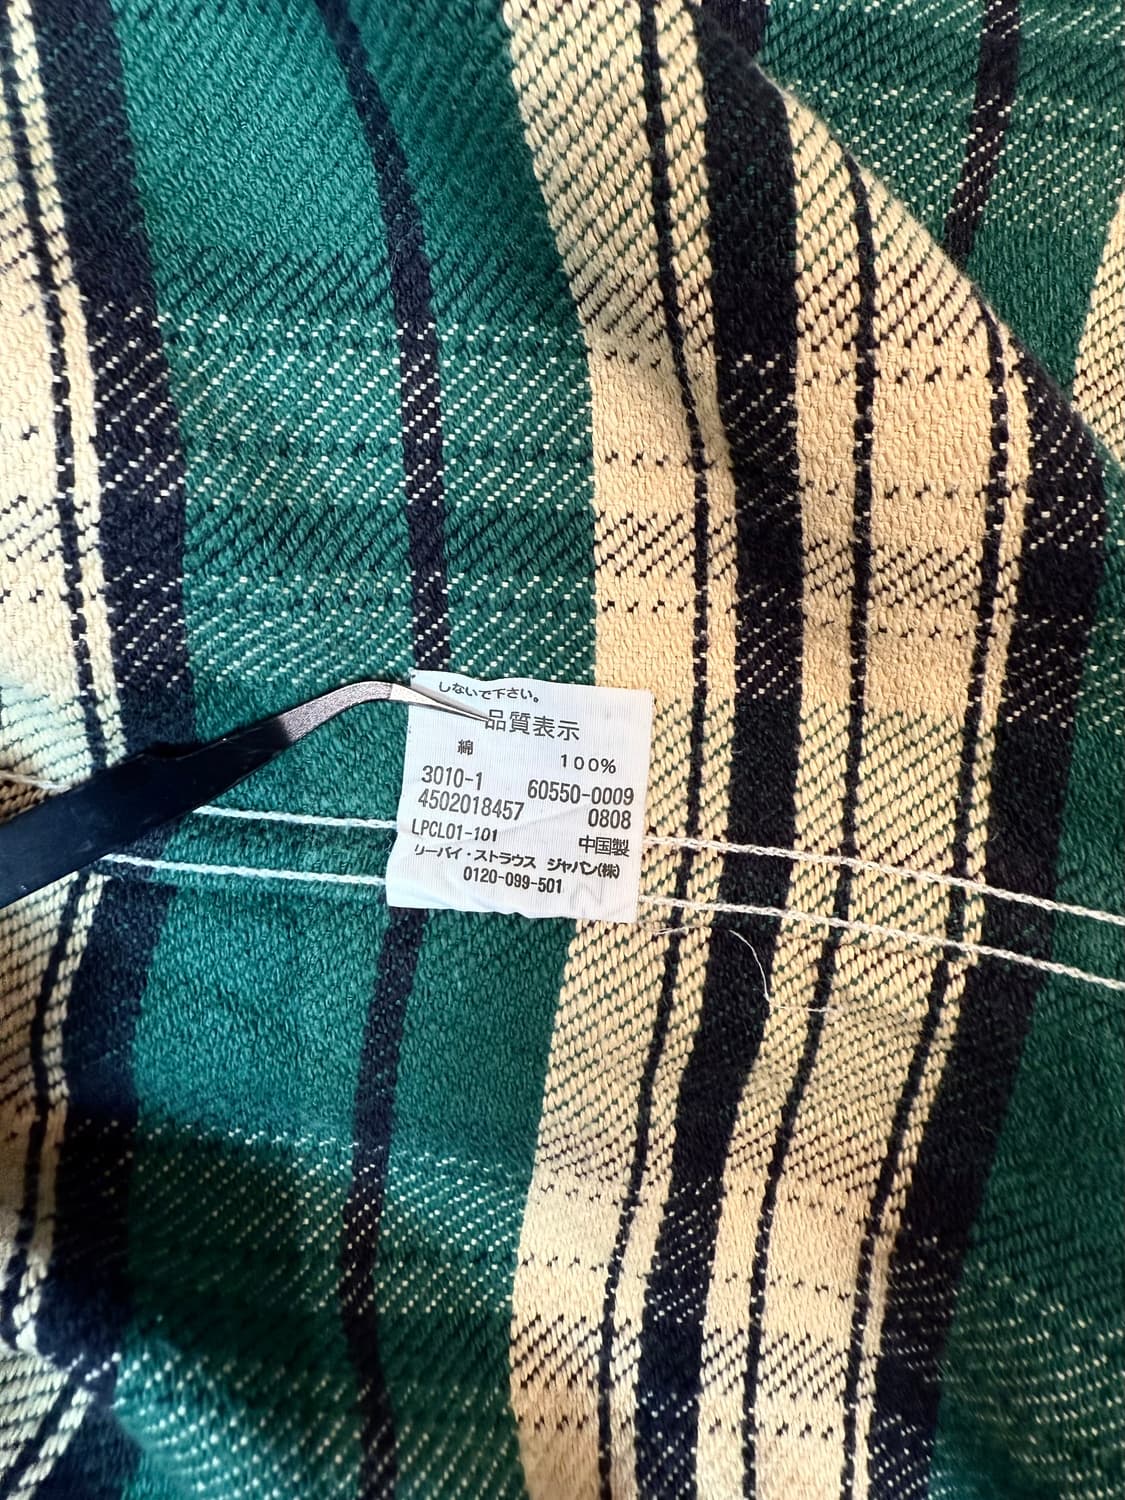 しないで下さい。
品質表示
綿 100%
3010-1 60550-0009
4502018457 0808
LPCL01-101 中国製
リーバイ・ストラウス ジャパン(株)
0120-099-501